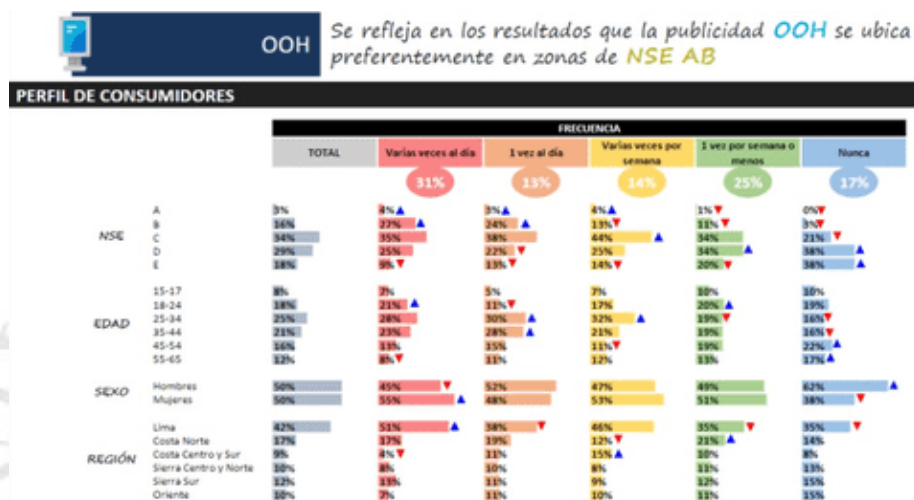 OOH
Se refleja en los resultados que la publicidad OOH se ubica
preferentemente en zonas de NSE AB
PERFIL DE CONSUMIDORES
FRECUENCIA
TOTAL Varias veces al día 1 vez al día Varias veces por semana 1 vez por semana o menos Nunca
31% 13% 14% 25% 17%
NSE
A 3% 4% 3% 4% 1% 0%
B 16% 27% 24% 13% 11% 3%
C 34% 35% 38% 44% 34% 21%
D 29% 25% 22% 25% 34% 38%
E 18% 9% 13% 14% 20% 38%
EDAD
15-17 8% 7% 5% 7% 10% 10%
18-24 18% 21% 11% 17% 20% 19%
25-34 25% 28% 30% 32% 19% 16%
35-44 21% 23% 28% 21% 19% 16%
45-54 16% 13% 15% 11% 19% 22%
55-65 12% 8% 11% 12% 13% 17%
SEXO
Hombres 50% 45% 52% 47% 49% 62%
Mujeres 50% 55% 48% 53% 51% 38%
REGIÓN
Lima 42% 51% 38% 46% 35% 35%
Costa Norte 17% 17% 19% 12% 21% 14%
Costa Centro y Sur 9% 4% 11% 15% 11% 8%
Sierra Centro y Norte 10% 8% 10% 8% 10% 13%
Sierra Sur 12% 13% 11% 9% 12% 15%
Oriente 10% 7% 11% 10% 11% 15%